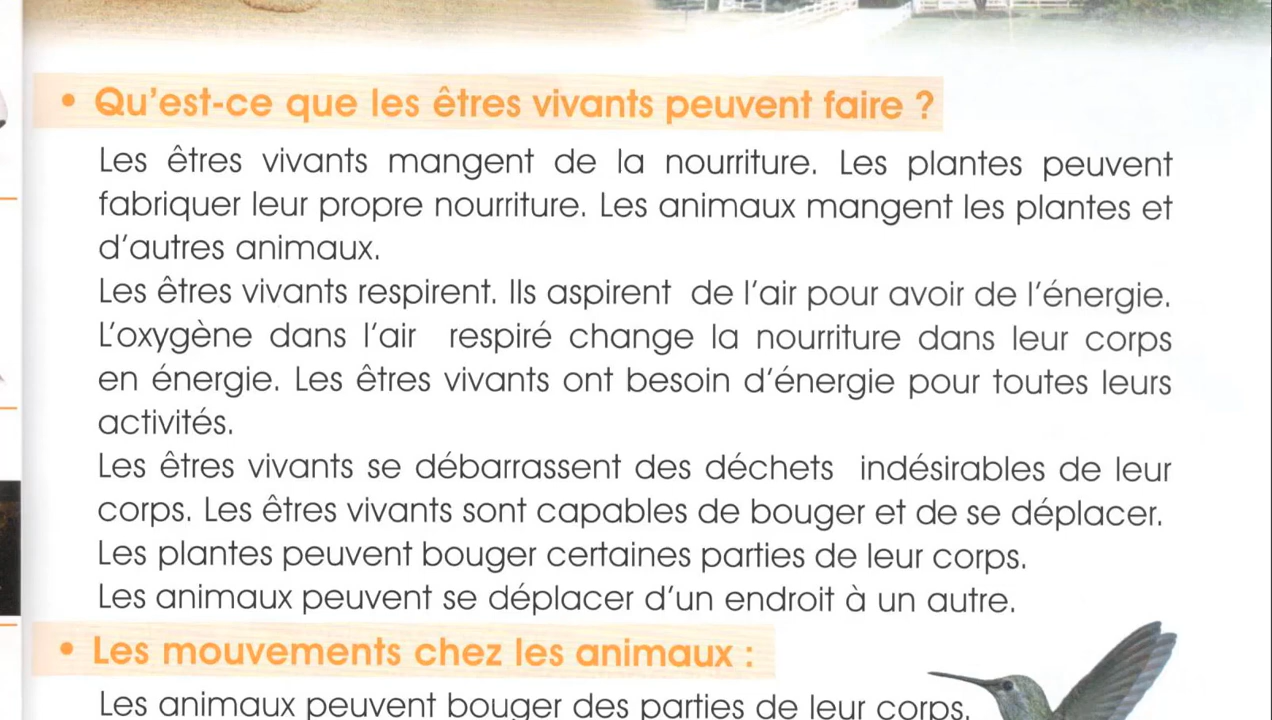 • Qu'est-ce que les êtres vivants peuvent faire ?
Les êtres vivants mangent de la nourriture. Les plantes peuvent
fabriquer leur propre nourriture. Les animaux mangent les plantes et
d'autres animaux.
Les êtres vivants respirent. Ils aspirent de l'air pour avoir de l'énergie.
L'oxygène dans l'air respiré change la nourriture dans leur corps
en énergie. Les êtres vivants ont besoin d'énergie pour toutes leurs
activités.
Les êtres vivants se débarrassent des déchets indésirables de leur
corps. Les êtres vivants sont capables de bouger et de se déplacer.
Les plantes peuvent bouger certaines parties de leur corps.
Les animaux peuvent se déplacer d'un endroit à un autre.
• Les mouvements chez les animaux :
Les animaux peuvent bouger des parties de leur corps.